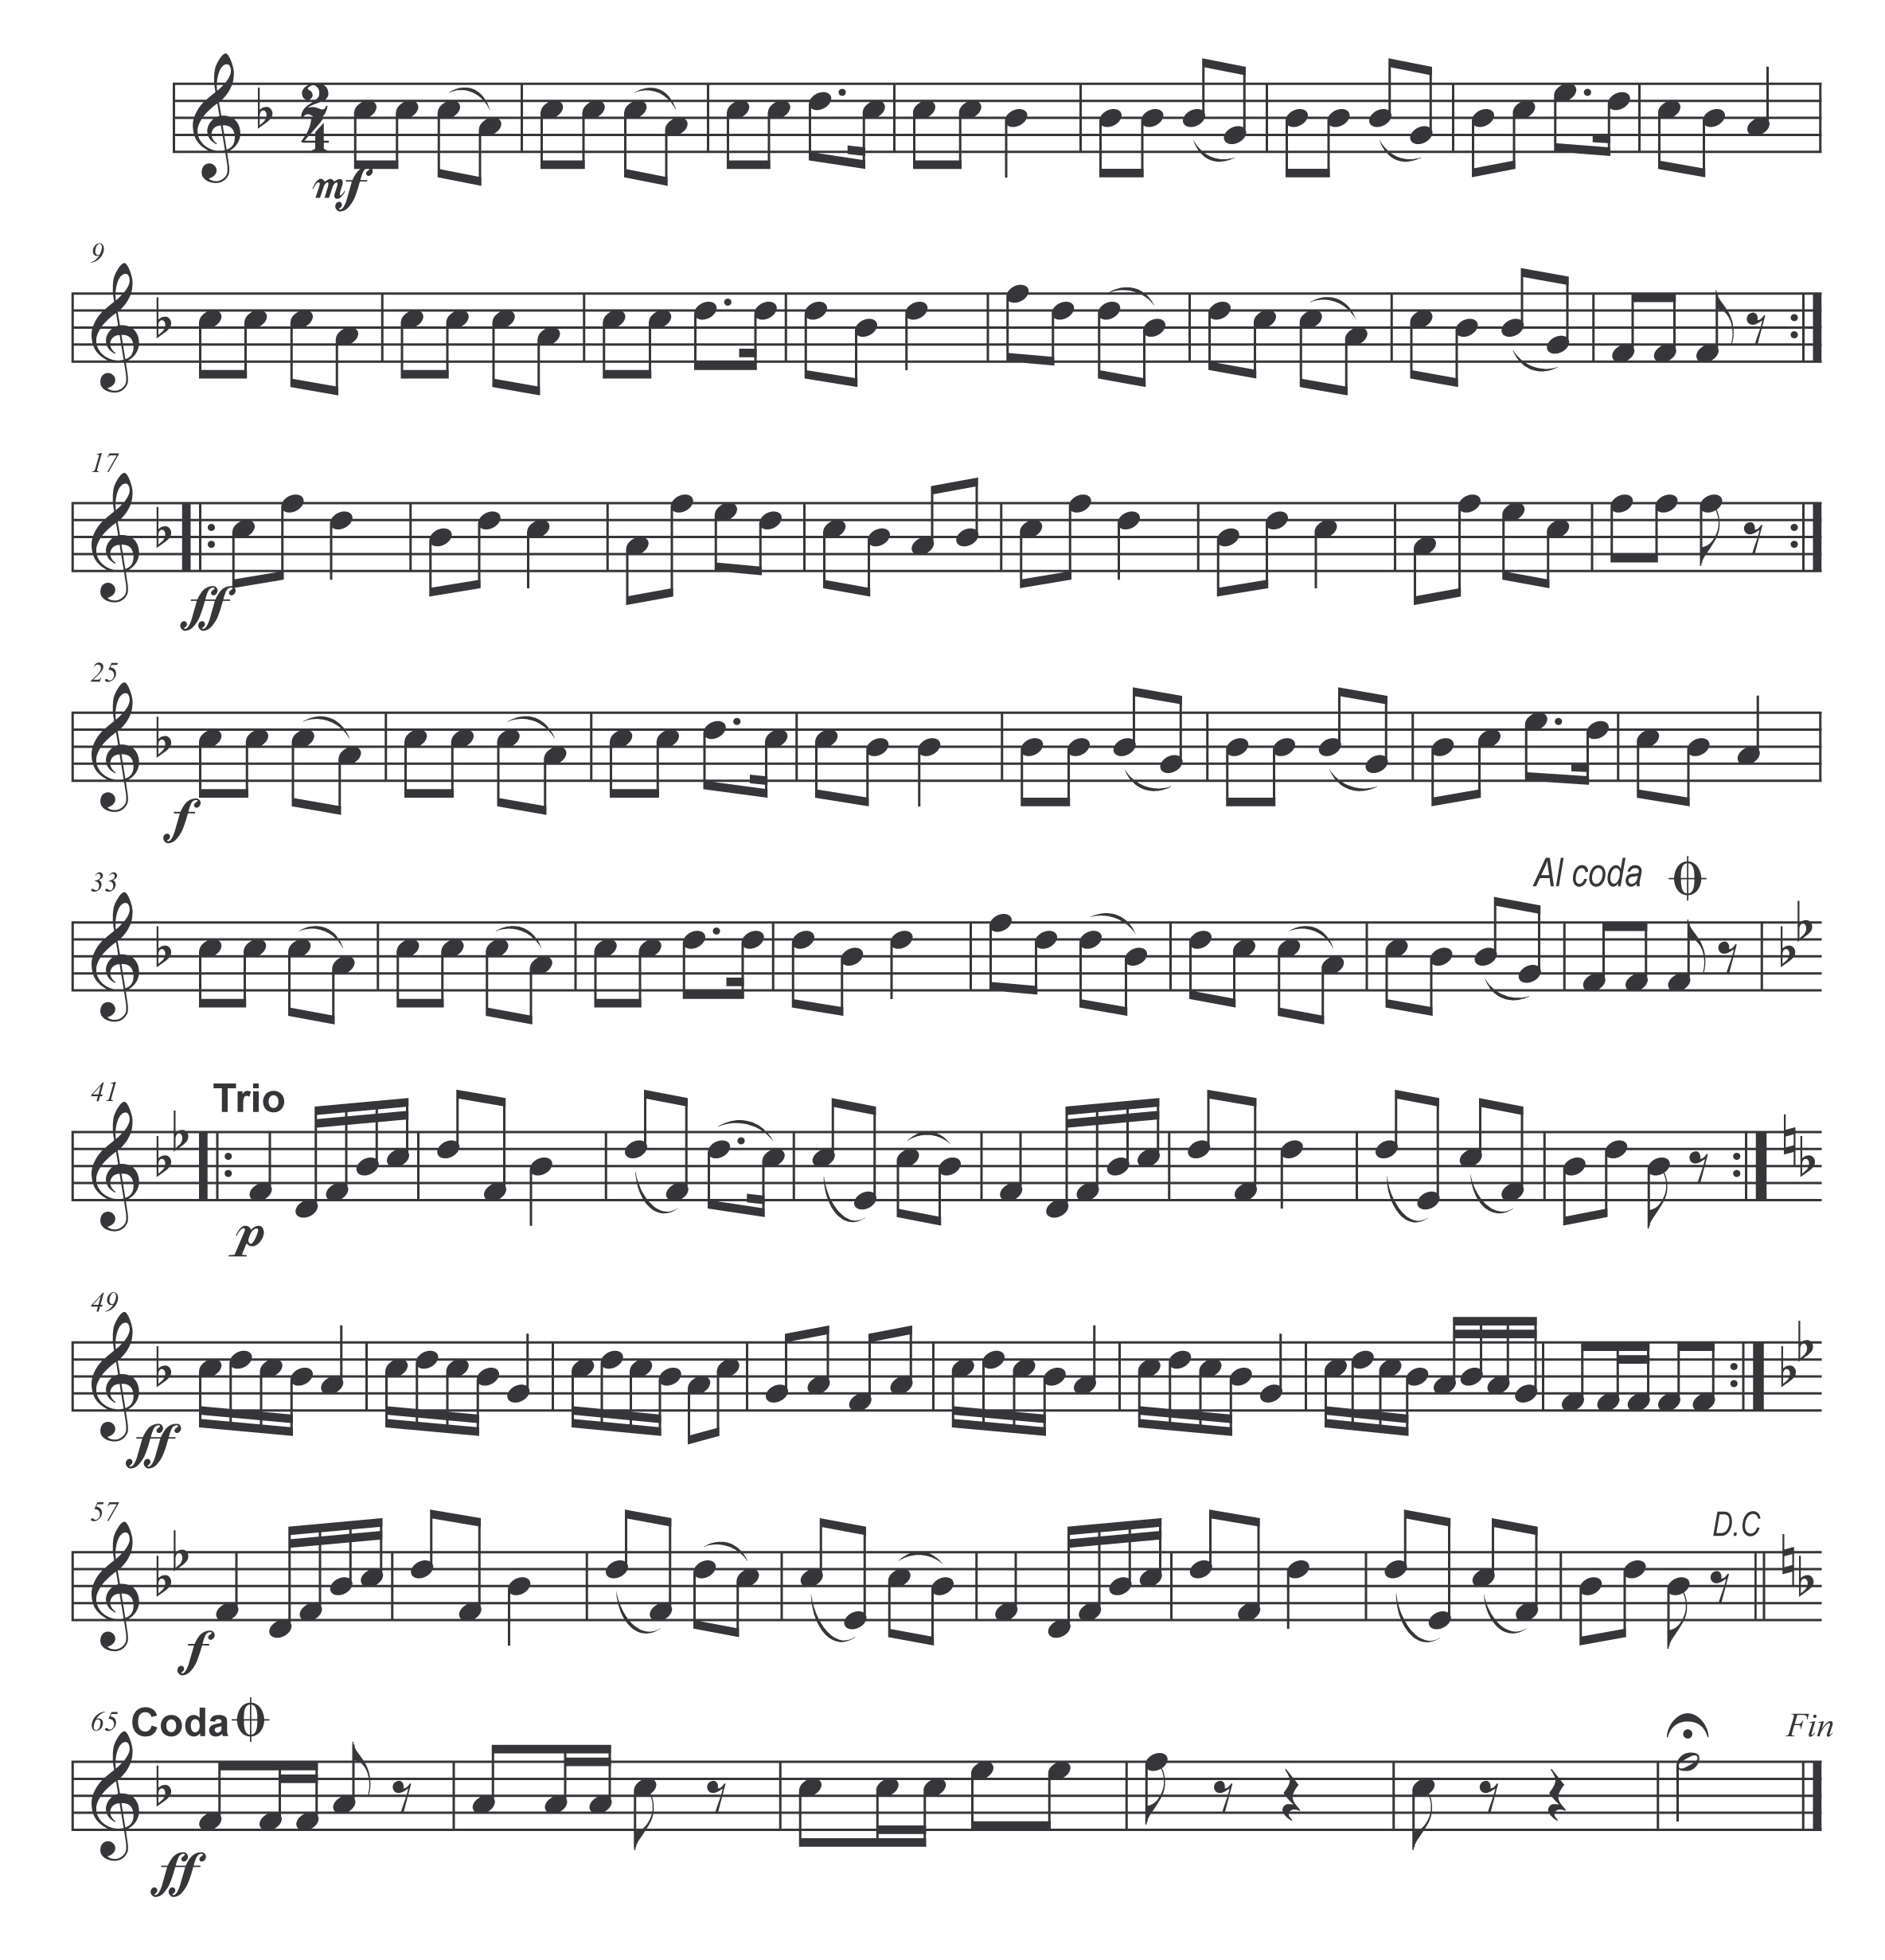 2
4
mf
9
17
ff
25
f
33
Al coda
41
Trio
p
49
ff
57
D.C
f
65 Coda
Fin
ff